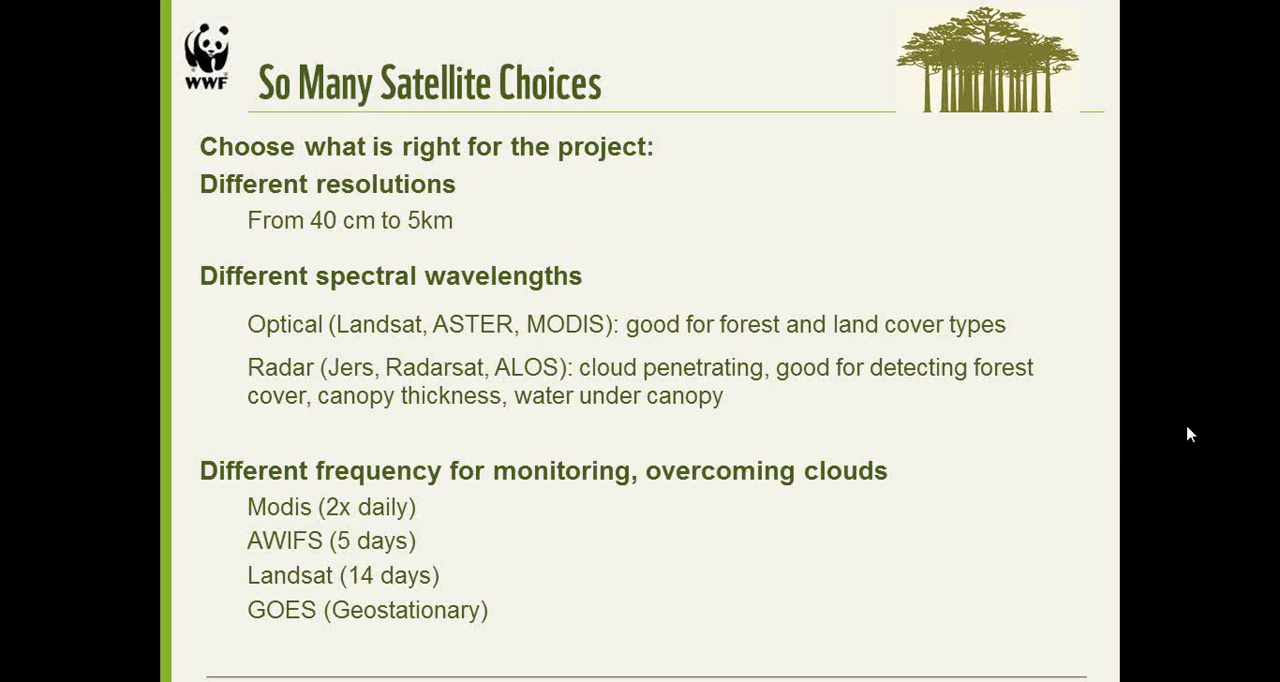 WWF
So Many Satellite Choices
Choose what is right for the project:
Different resolutions
From 40 cm to 5km
Different spectral wavelengths
Optical (Landsat, ASTER, MODIS): good for forest and land cover types
Radar (Jers, Radarsat, ALOS): cloud penetrating, good for detecting forest
cover, canopy thickness, water under canopy
Different frequency for monitoring, overcoming clouds
Modis (2x daily)
AWIFS (5 days)
Landsat (14 days)
GOES (Geostationary)